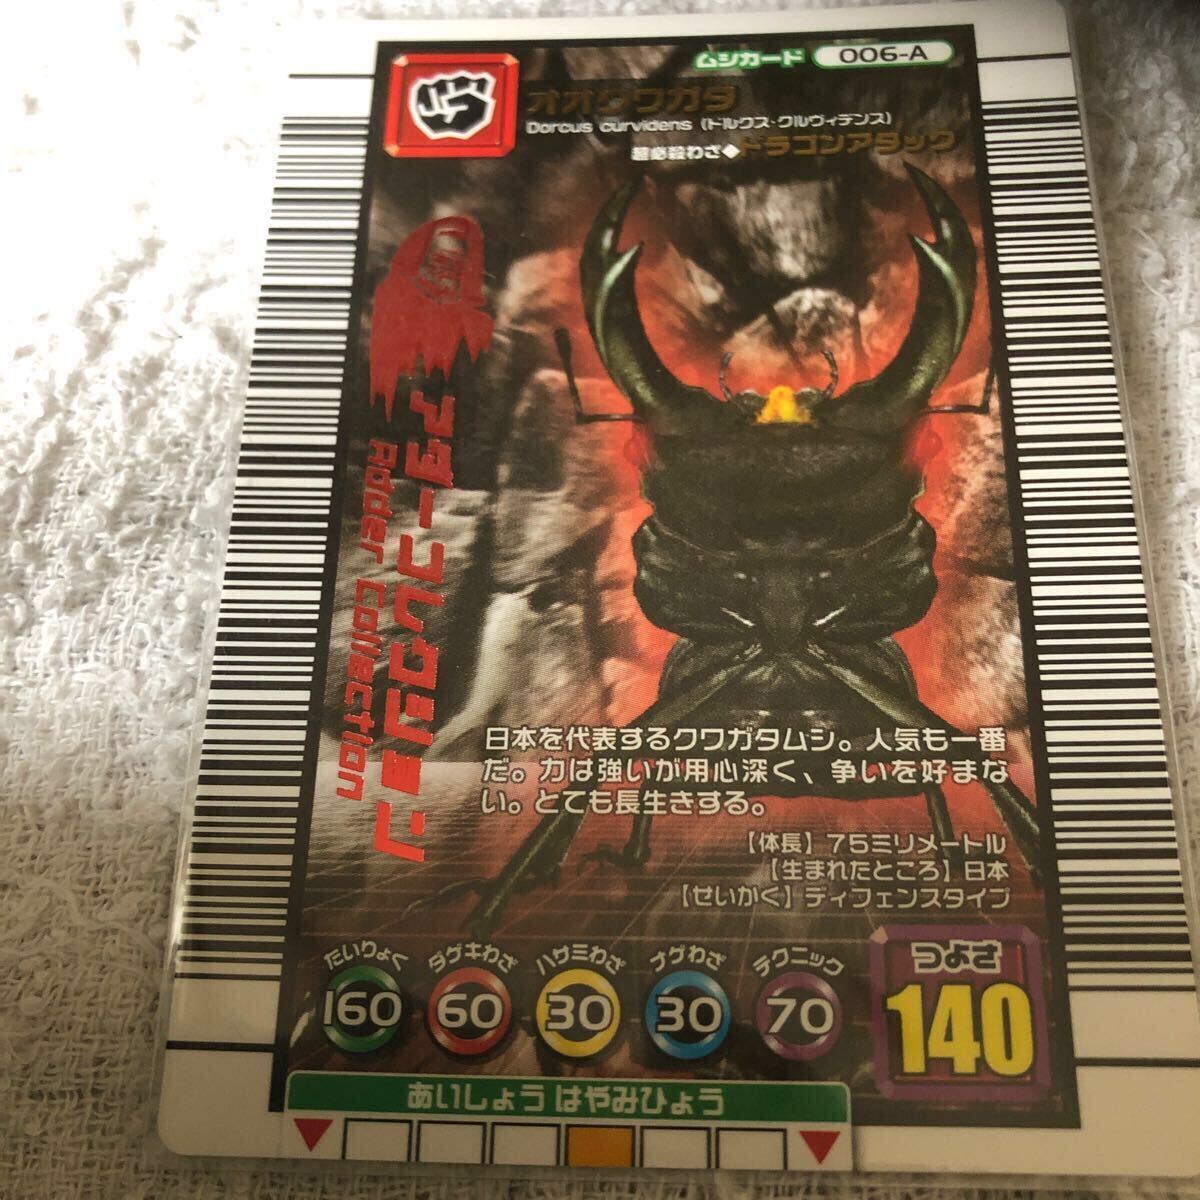 ムシカード 006-A
オオクワガタ
Dorcus curvidens (ドルクス・クルヴィデンス)
超必殺わざ◆ドラゴンアタック
アダーコレクション
Adder Collection
日本を代表するクワガタムシ。人気も一番
だ。力は強いが用心深く、争いを好まな
い。とても長生きする。
【体長】75ミリメートル
【生まれたところ】日本
【せいかく】ディフェンスタイプ
たいりょく ダゲキわざ ハサミわざ ナゲわざ テクニック つよさ
160 60 30 30 70 140
あいしょう はやみひょう